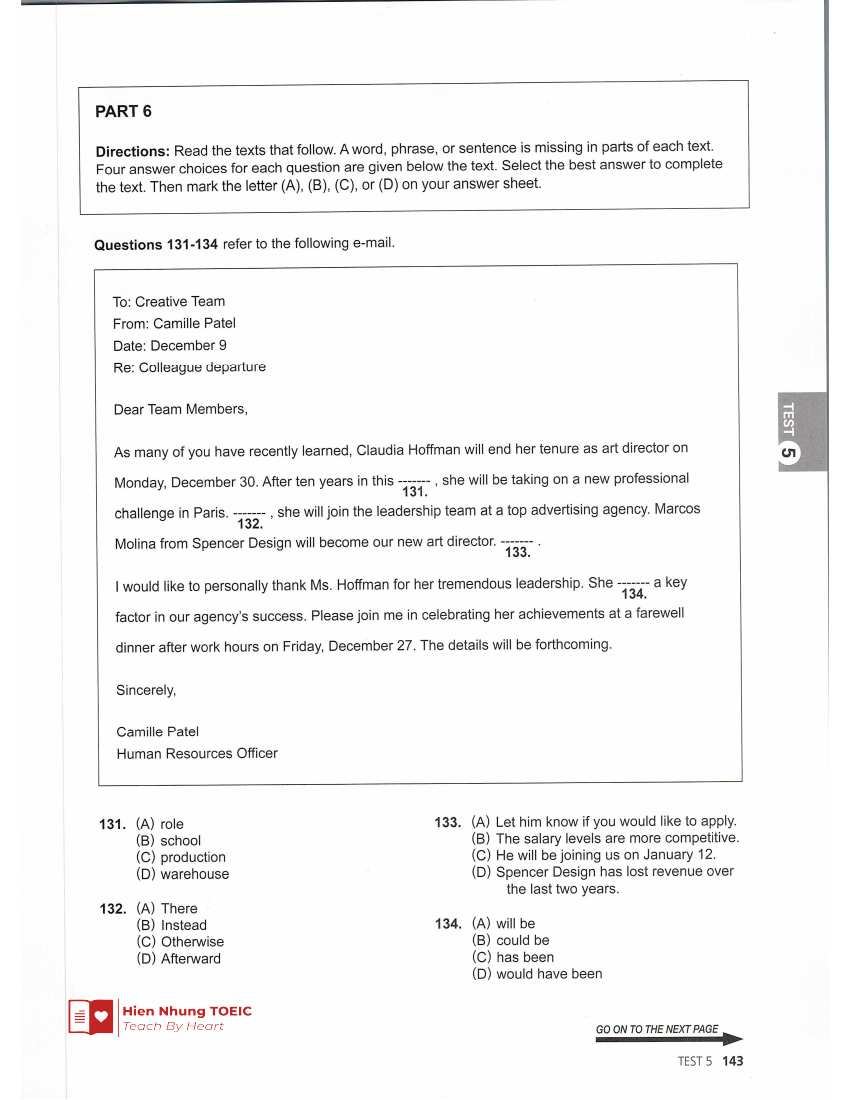 PART 6
Directions: Read the texts that follow. A word, phrase, or sentence is missing in parts of each text.
Four answer choices for each question are given below the text. Select the best answer to complete
the text. Then mark the letter (A), (B), (C), or (D) on your answer sheet.
Questions 131-134 refer to the following e-mail.
To: Creative Team
From: Camille Patel
Date: December 9
Re: Colleague departure
Dear Team Members,
As many of you have recently learned, Claudia Hoffman will end her tenure as art director on
Monday, December 30. After ten years in this ------- , she will be taking on a new professional
131.
challenge in Paris. ------- , she will join the leadership team at a top advertising agency. Marcos
132.
Molina from Spencer Design will become our new art director. ------- .
133.
I would like to personally thank Ms. Hoffman for her tremendous leadership. She ------- a key
134.
factor in our agency's success. Please join me in celebrating her achievements at a farewell
dinner after work hours on Friday, December 27. The details will be forthcoming.
Sincerely,
Camille Patel
Human Resources Officer
131. (A) role
(B) school
(C) production
(D) warehouse
132. (A) There
(B) Instead
(C) Otherwise
(D) Afterward
133. (A) Let him know if you would like to apply.
(B) The salary levels are more competitive.
(C) He will be joining us on January 12.
(D) Spencer Design has lost revenue over
the last two years.
134. (A) will be
(B) could be
(C) has been
(D) would have been
TEST 5
Hien Nhung TOEIC
Teach By Heart
GO ON TO THE NEXT PAGE
TEST 5 143